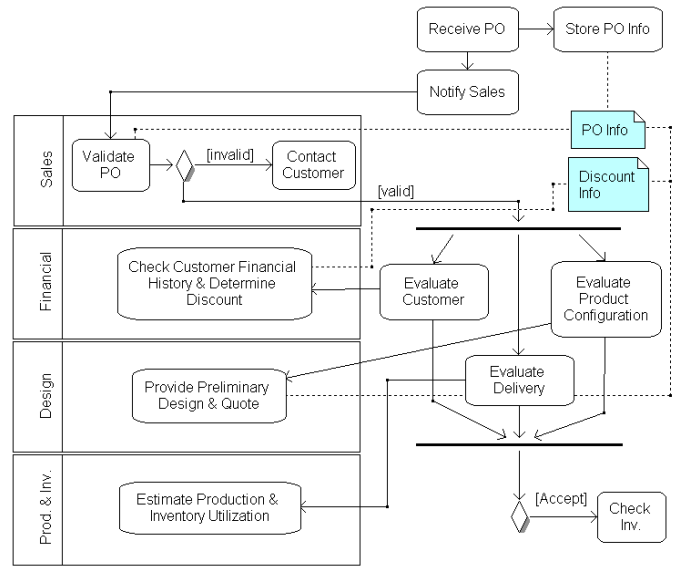 Receive PO
Store PO Info
Notify Sales
PO Info
Sales
Validate
PO
[invalid]
Contact
Customer
Discount
Info
[valid]
Financial
Check Customer Financial
History & Determine
Discount
Evaluate
Customer
Evaluate
Product
Configuration
Design
Provide Preliminary
Design & Quote
Evaluate
Delivery
Prod. & Inv.
Estimate Production &
Inventory Utilization
[Accept]
Check
Inv.